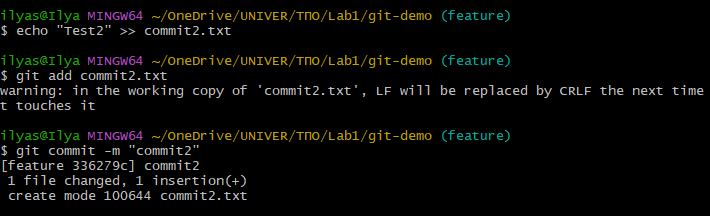 ilyas@Ilya MINGW64 ~/OneDrive/UNIVER/ТПО/Lab1/git-demo (feature)
$ echo "Test2" >> commit2.txt
ilyas@Ilya MINGW64 ~/OneDrive/UNIVER/ТПО/Lab1/git-demo (feature)
$ git add commit2.txt
warning: in the working copy of 'commit2.txt', LF will be replaced by CRLF the next time
t touches it
ilyas@Ilya MINGW64 ~/OneDrive/UNIVER/ТПО/Lab1/git-demo (feature)
$ git commit -m "commit2"
[feature 336279c] commit2
 1 file changed, 1 insertion(+)
 create mode 100644 commit2.txt